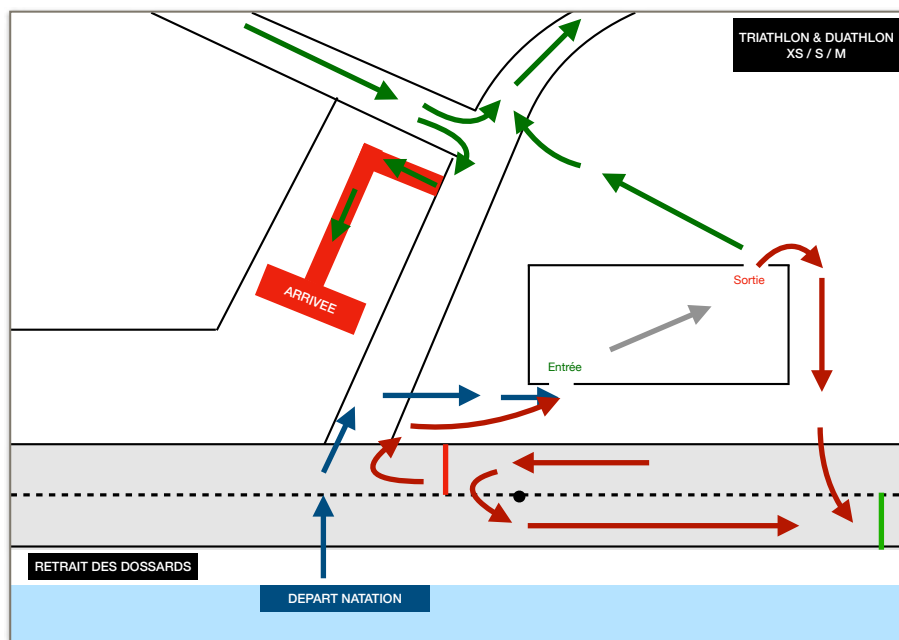 TRIATHLON & DUATHLON
XS / S / M
Sortie
ARRIVEE
Entrée
RETRAIT DES DOSSARDS
DEPART NATATION